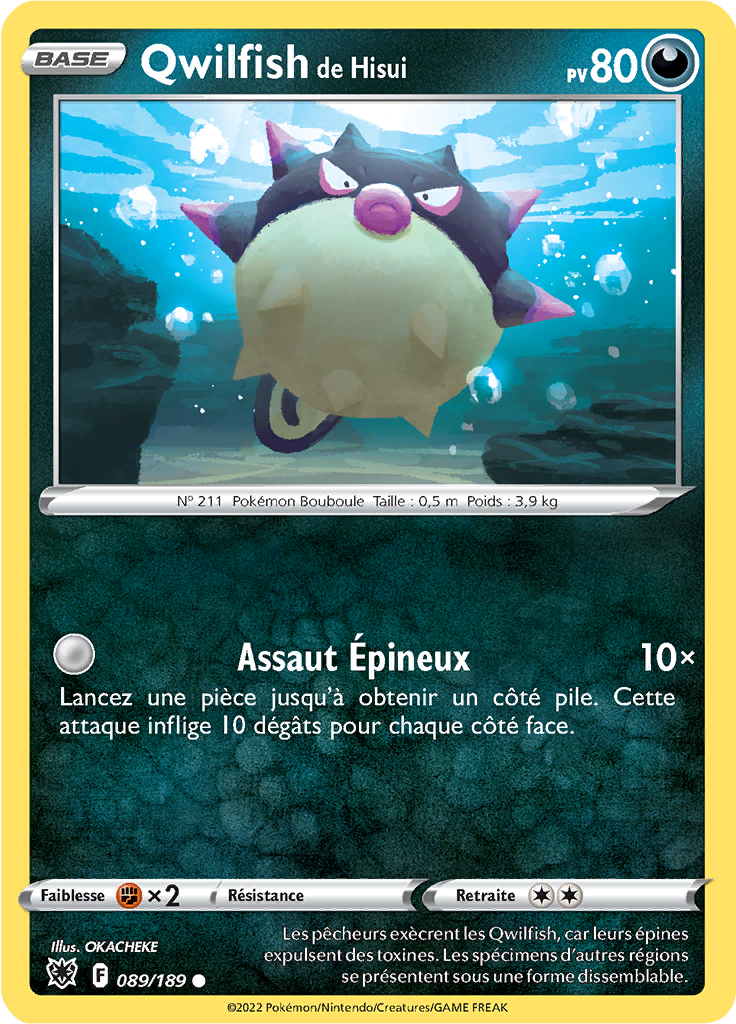 BASE
Qwilfish de Hisui
PV 80
N° 211 Pokémon Bouboule Taille : 0,5 m Poids : 3,9 kg
Assaut Épineux 10×
Lancez une pièce jusqu'à obtenir un côté pile. Cette
attaque inflige 10 dégâts pour chaque côté face.
Faiblesse ×2 Résistance Retraite
Illus. OKACHEKE
Les pêcheurs exècrent les Qwilfish, car leurs épines
expulsent des toxines. Les spécimens d'autres régions
se présentent sous une forme dissemblable.
F 089/189
©2022 Pokémon/Nintendo/Creatures/GAME FREAK